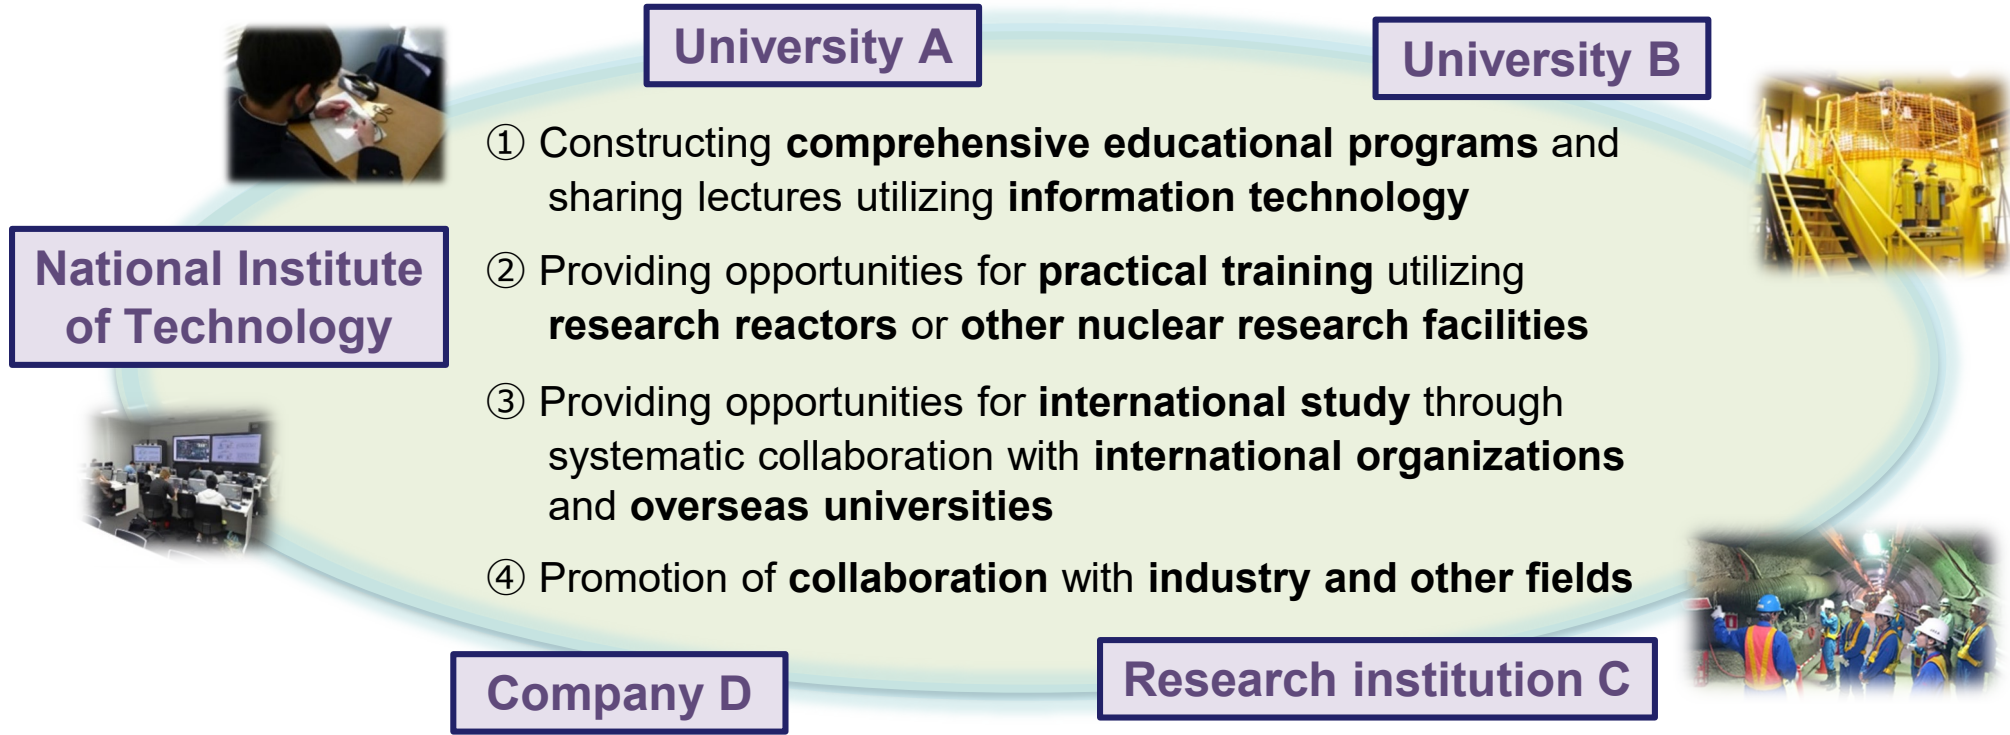 University A
University B
① Constructing comprehensive educational programs and
sharing lectures utilizing information technology
National Institute
of Technology
② Providing opportunities for practical training utilizing
research reactors or other nuclear research facilities
③ Providing opportunities for international study through
systematic collaboration with international organizations
and overseas universities
④ Promotion of collaboration with industry and other fields
Company D
Research institution C